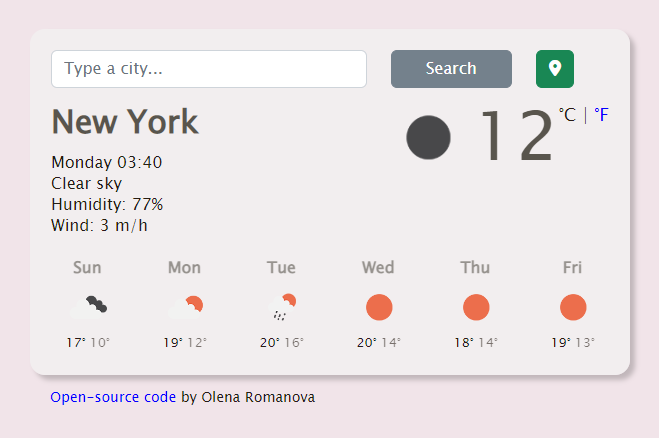 Type a city...
Search
New York
12 °C | °F
Monday 03:40
Clear sky
Humidity: 77%
Wind: 3 m/h
Sun Mon Tue Wed Thu Fri
17° 10° 19° 12° 20° 16° 20° 14° 18° 14° 19° 13°
Open-source code by Olena Romanova